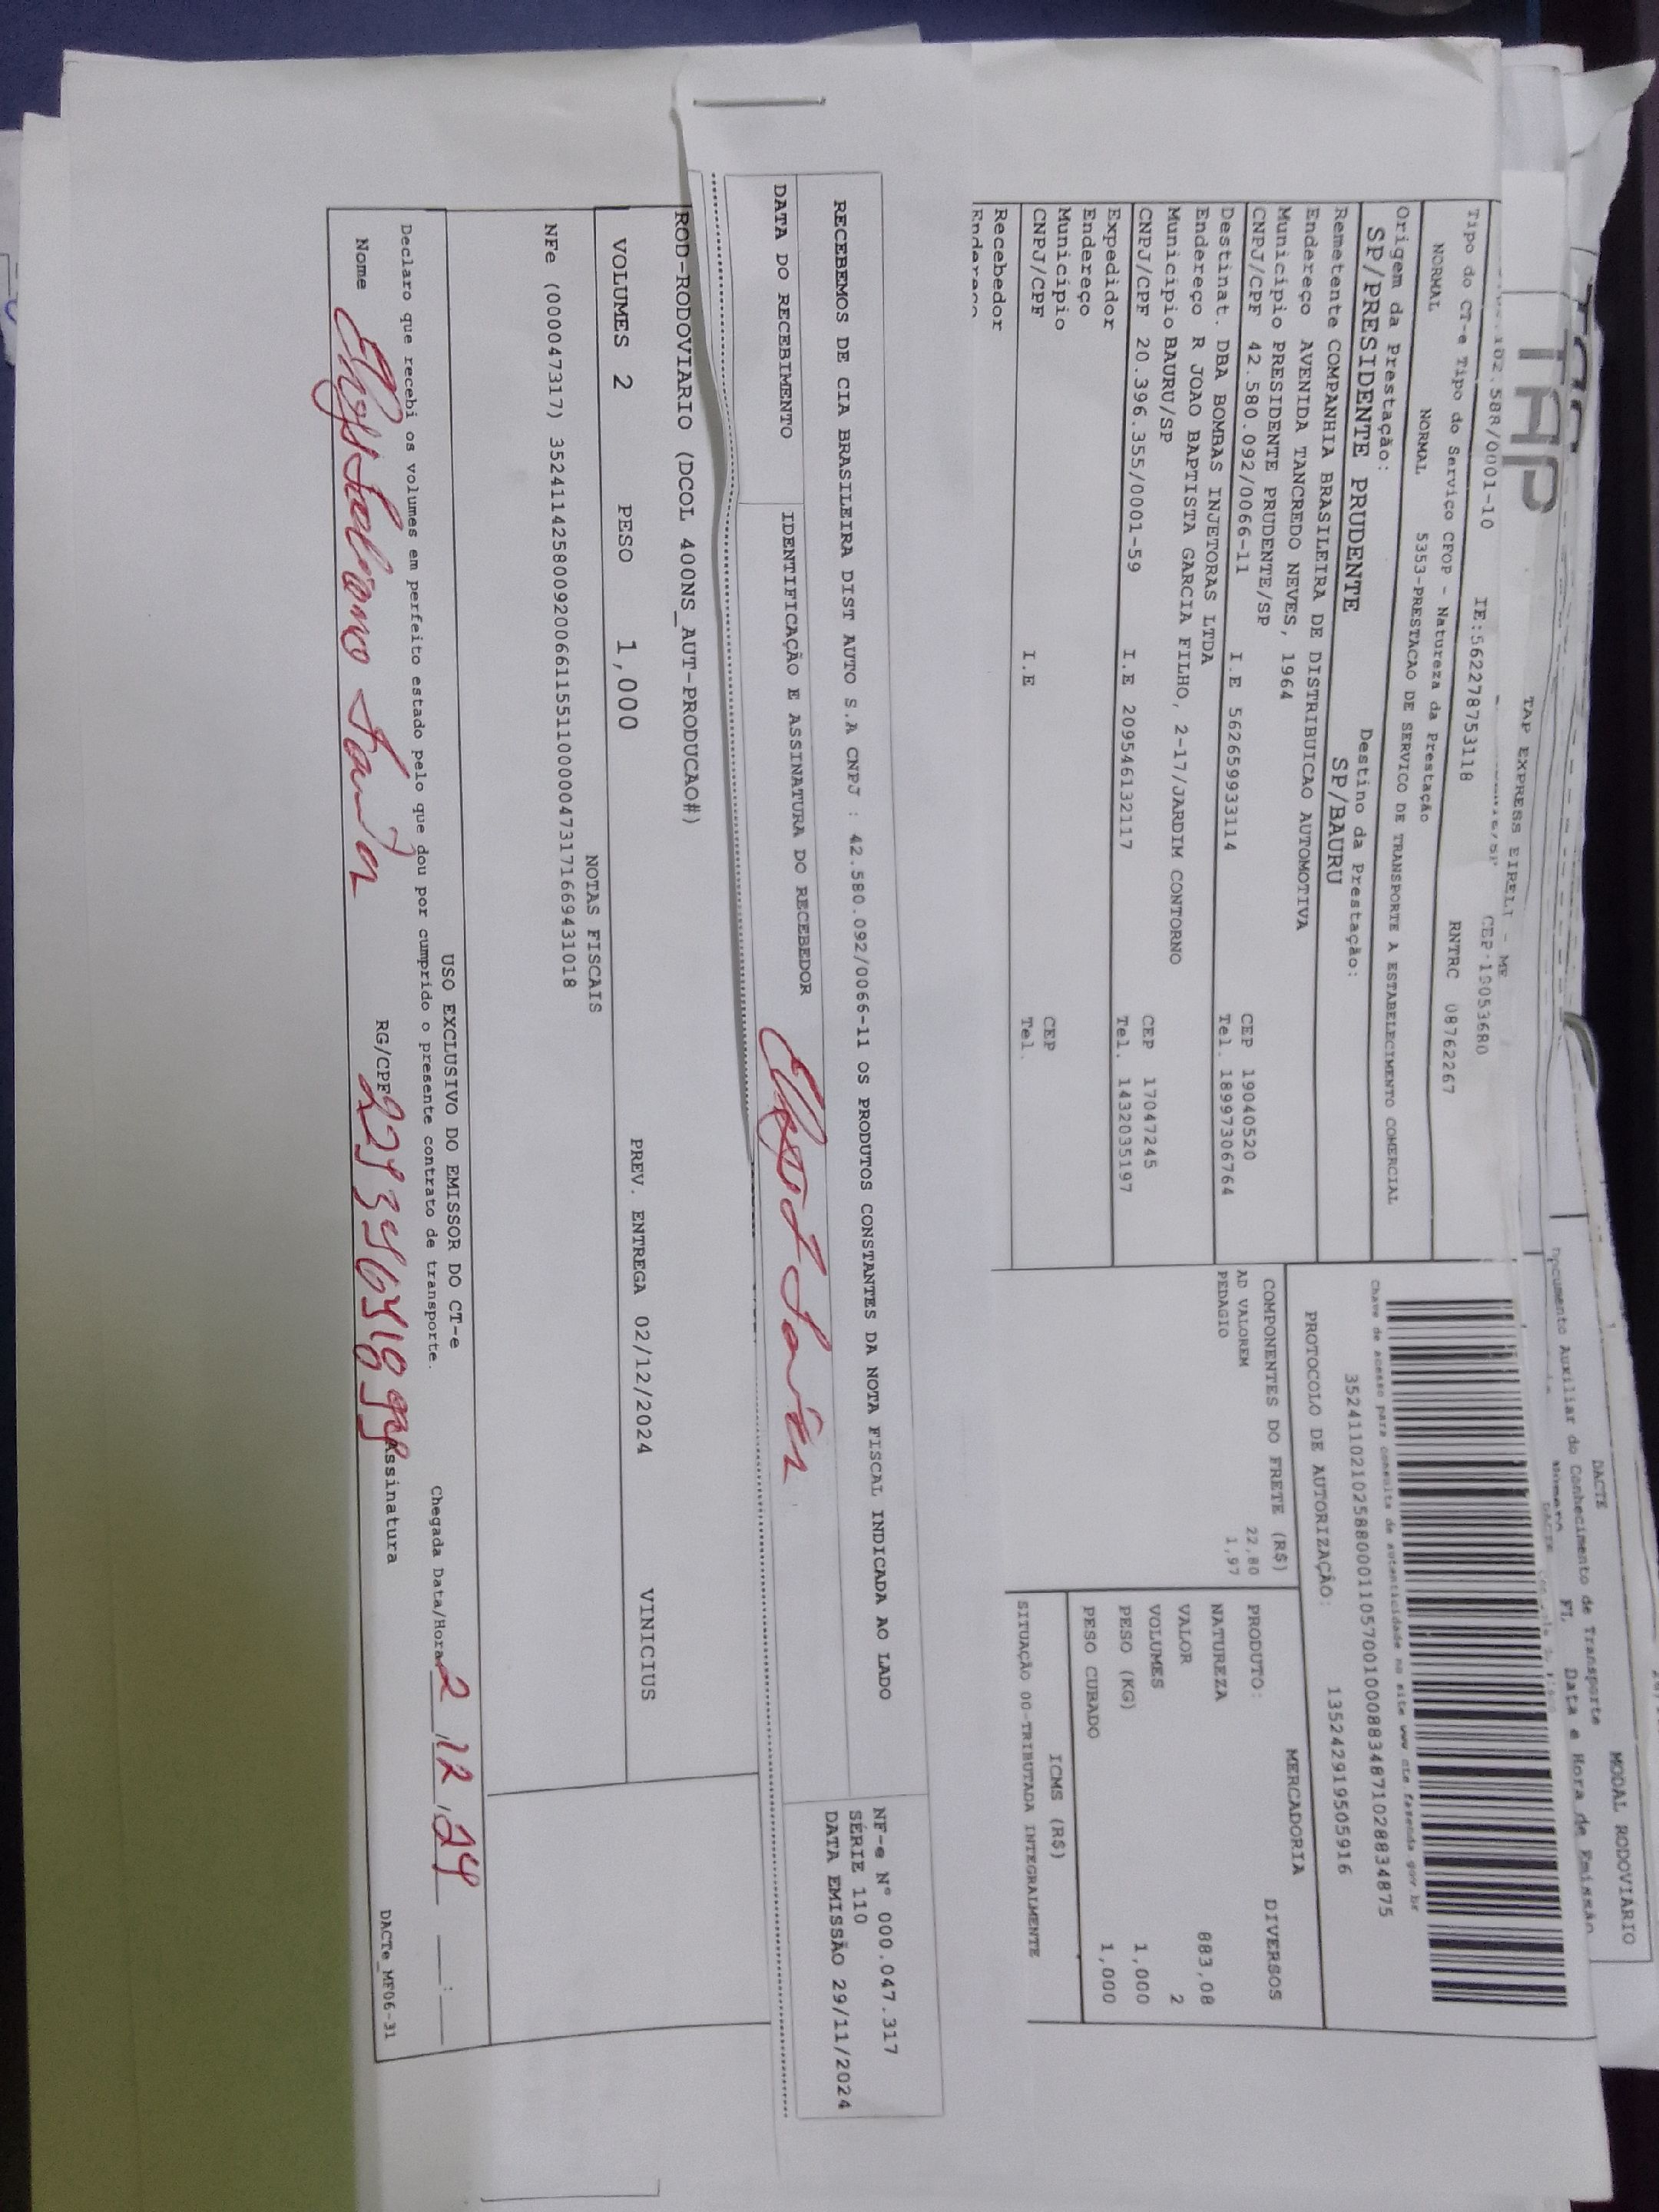 MODAL RODOVIÁRIO
DACTE
Documento Auxiliar do Conhecimento de Transporte
FL Data e Hora de Emissão
TAP
TAP EXPRESS EIRELI - ME
CEP:19053680
.102.588/0001-10 IE:562278753118
RNTRC 08762267
Tipo do CT-e Tipo do Serviço CFOP - Natureza da Prestação
NORMAL NORMAL 5353-PRESTACAO DE SERVICO DE TRANSPORTE A ESTABELECIMENTO COMERCIAL
Chave de acesso para consulta de autenticidade no site www.cte.fazenda.gov.br
35241102102588000110570010008834871028834875
Origem da Prestação: Destino da Prestação:
SP/PRESIDENTE PRUDENTE SP/BAURU
PROTOCOLO DE AUTORIZAÇÃO: 135242919505916
Remetente COMPANHIA BRASILEIRA DE DISTRIBUICAO AUTOMOTIVA
Endereço AVENIDA TANCREDO NEVES, 1964
Município PRESIDENTE PRUDENTE/SP CEP 19040520
CNPJ/CPF 42.580.092/0066-11 I.E 562659933114 Tel. 18997306764
Destinat. DBA BOMBAS INJETORAS LTDA
Endereço R JOAO BAPTISTA GARCIA FILHO, 2-17/JARDIM CONTORNO
Município BAURU/SP CEP 17047245
CNPJ/CPF 20.396.355/0001-59 I.E 209546132117 Tel. 1432035197
Expedidor
Endereço
Município CEP
CNPJ/CPF I.E Tel.
Recebedor
Endereço
COMPONENTES DO FRETE (R$)
AD VALOREM 22,80
PEDAGIO 1,97
MERCADORIA
PRODUTO: DIVERSOS
NATUREZA
VALOR 883,08
VOLUMES 2
PESO (KG) 1,000
PESO CUBADO 1,000
ICMS (R$)
SITUAÇÃO 00-TRIBUTADA INTEGRALMENTE
RECEBEMOS DE CIA BRASILEIRA DIST AUTO S.A CNPJ : 42.580.092/0066-11 OS PRODUTOS CONSTANTES DA NOTA FISCAL INDICADA AO LADO
NF-e Nº 000.047.317
SÉRIE 110
DATA EMISSÃO 29/11/2024
DATA DO RECEBIMENTO IDENTIFICAÇÃO E ASSINATURA DO RECEBEDOR
ROD-RODOVIARIO (DCOL 400NS_AUT-PRODUCAO#)
VOLUMES 2 PESO 1,000 PREV. ENTREGA 02/12/2024 VINICIUS
NOTAS FISCAIS
NFe (000047317) 35241142580092006611551100000473171669431018
USO EXCLUSIVO DO EMISSOR DO CT-e
Declaro que recebi os volumes em perfeito estado pelo que dou por cumprido o presente contrato de transporte.
Chegada Data/Hora 2/12/24 __:__
Nome RG/CPF Assinatura
DACTe_MF06-31